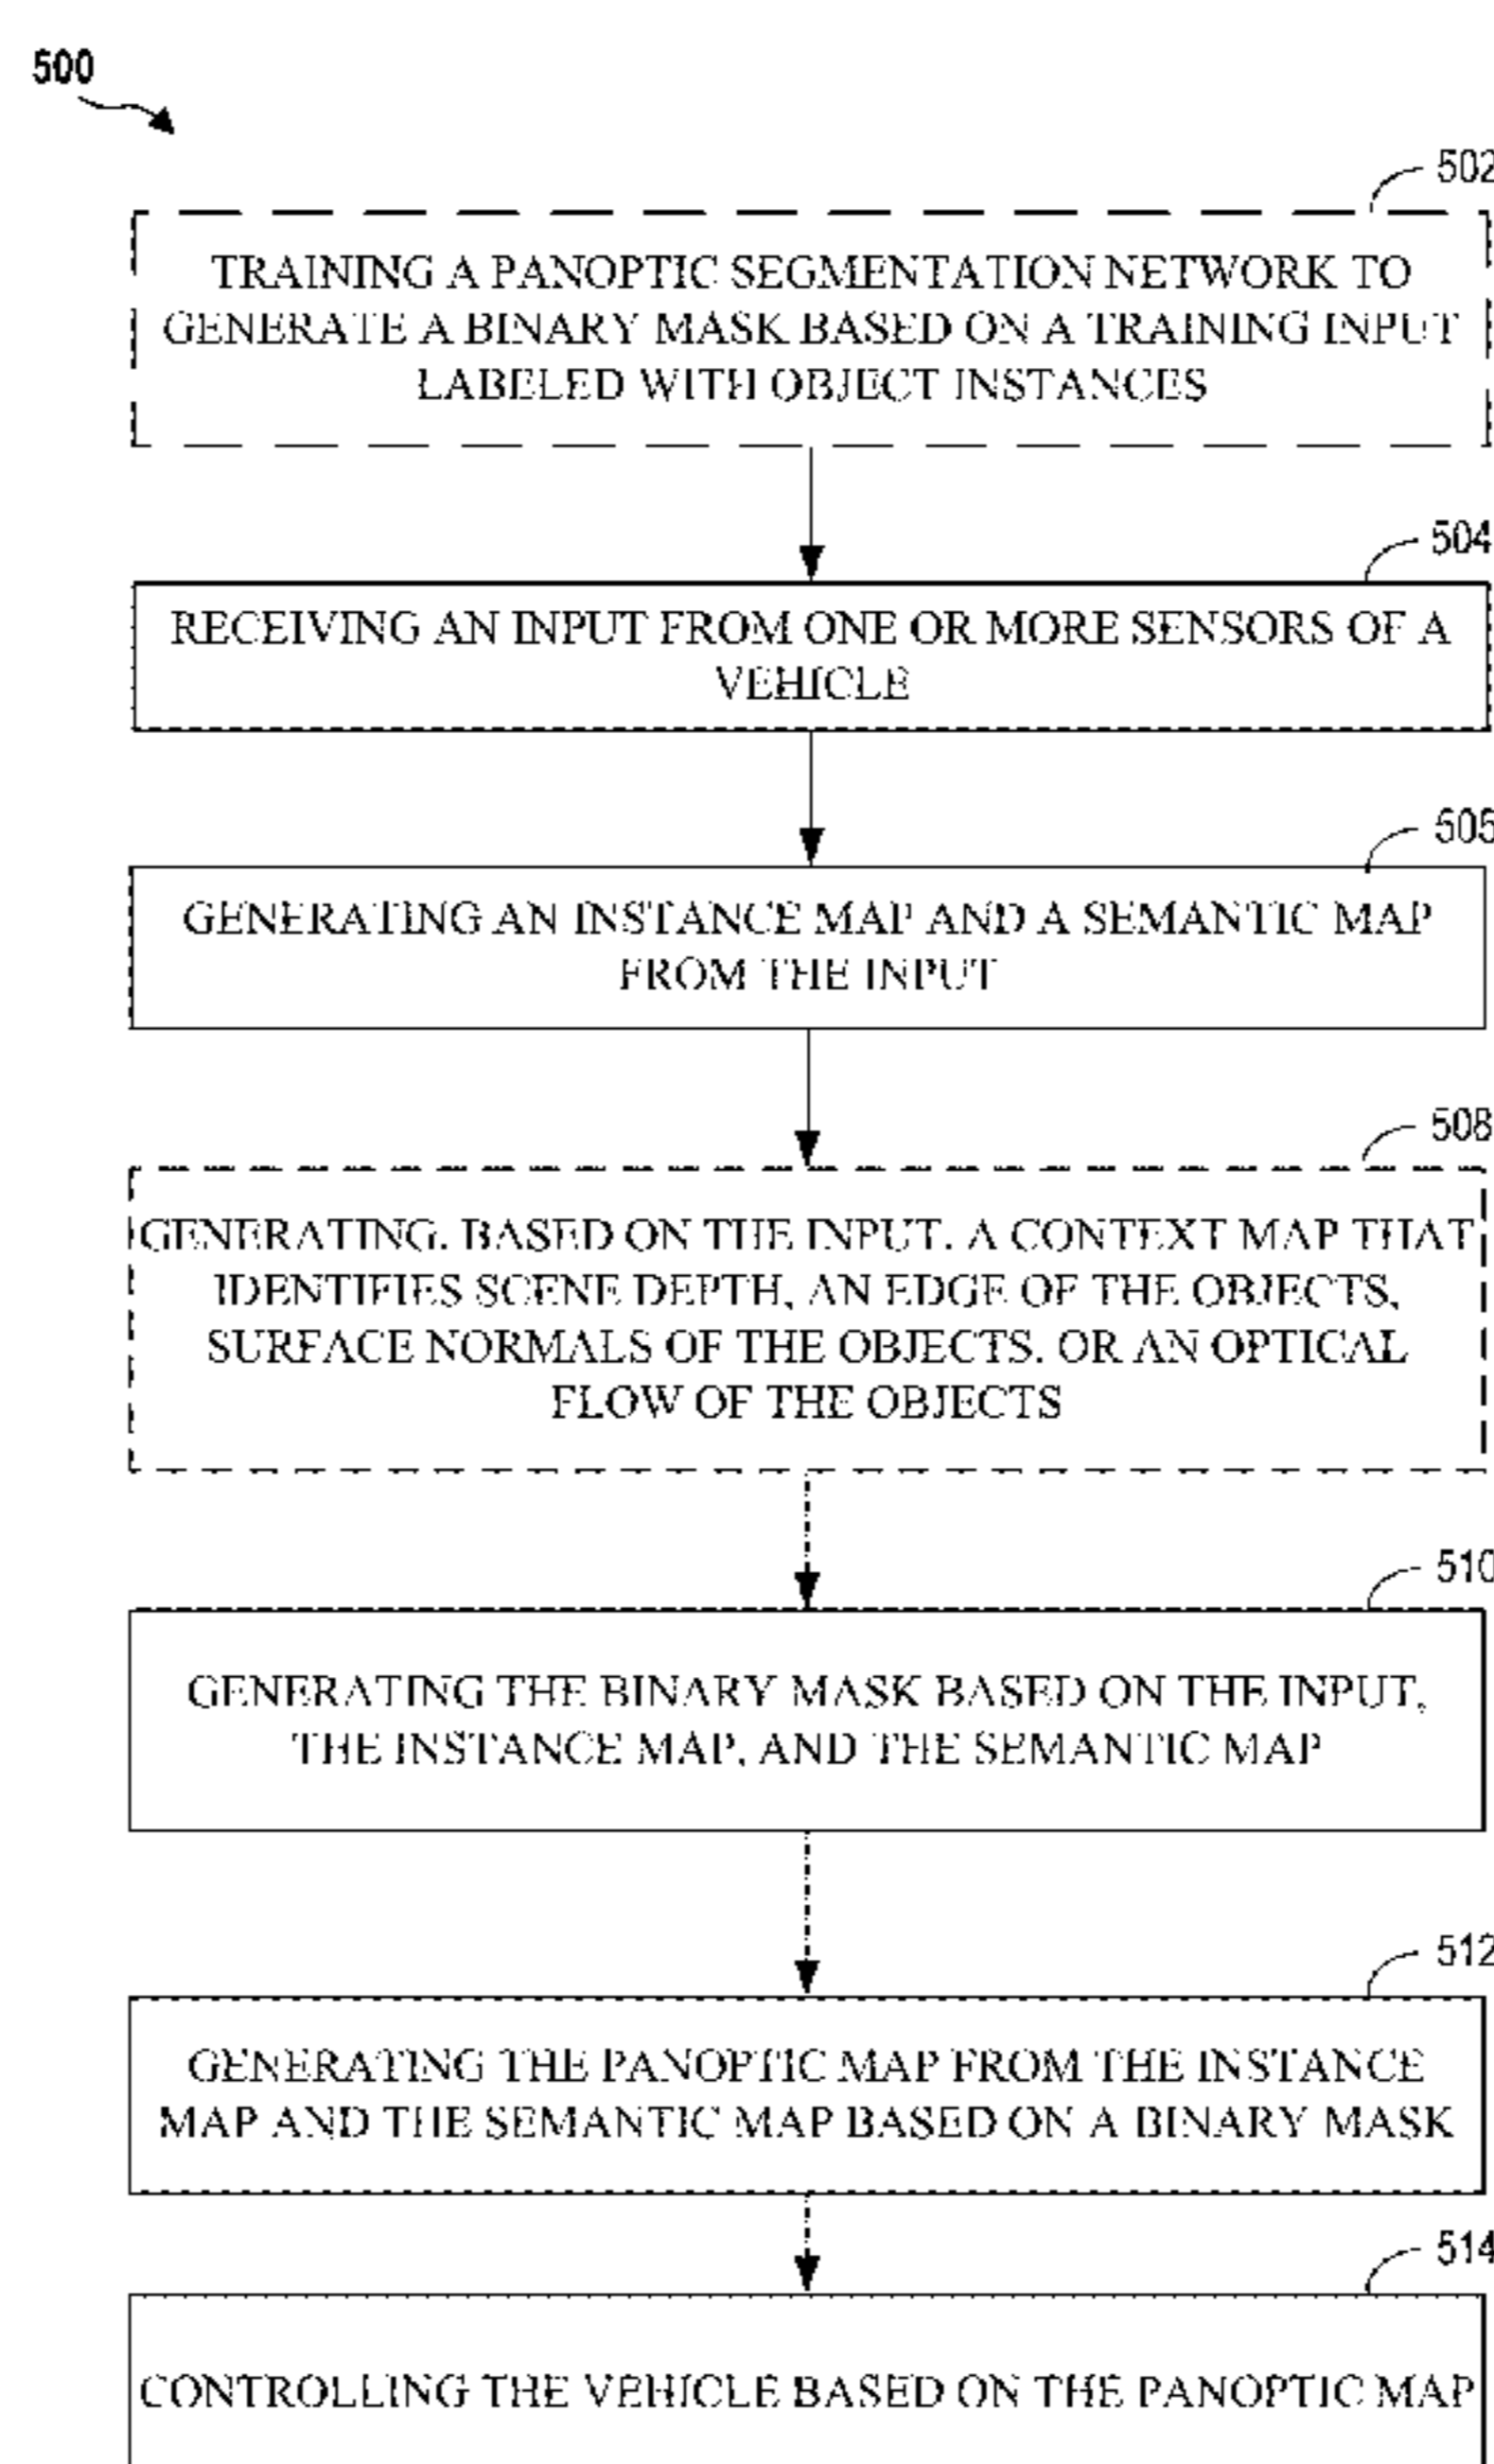 500
502
TRAINING A PANOPTIC SEGMENTATION NETWORK TO
GENERATE A BINARY MASK BASED ON A TRAINING INPUT
LABELED WITH OBJECT INSTANCES
504
RECEIVING AN INPUT FROM ONE OR MORE SENSORS OF A
VEHICLE
506
GENERATING AN INSTANCE MAP AND A SEMANTIC MAP
FROM THE INPUT
508
GENERATING, BASED ON THE INPUT, A CONTEXT MAP THAT
IDENTIFIES SCENE DEPTH, AN EDGE OF THE OBJECTS,
SURFACE NORMALS OF THE OBJECTS, OR AN OPTICAL
FLOW OF THE OBJECTS
510
GENERATING THE BINARY MASK BASED ON THE INPUT,
THE INSTANCE MAP, AND THE SEMANTIC MAP
512
GENERATING THE PANOPTIC MAP FROM THE INSTANCE
MAP AND THE SEMANTIC MAP BASED ON A BINARY MASK
514
CONTROLLING THE VEHICLE BASED ON THE PANOPTIC MAP